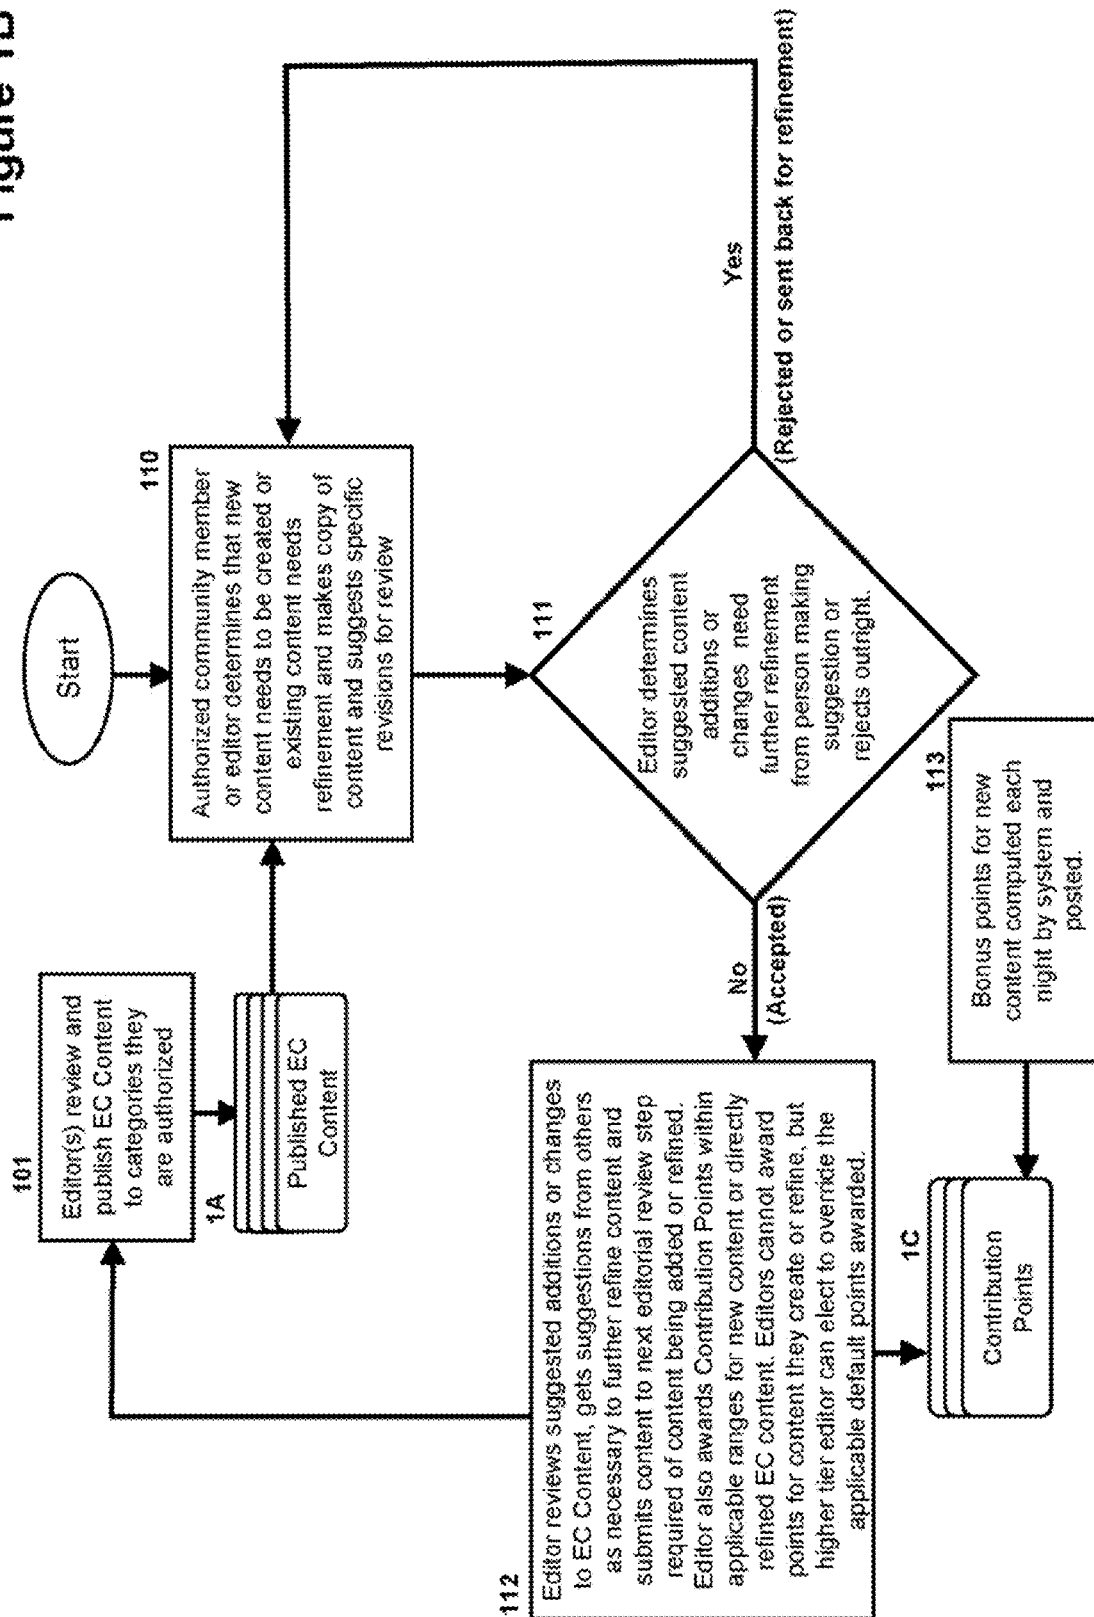 Figure 1B
Start
110
Authorized community member
or editor determines that new
content needs to be created or
existing content needs
refinement and makes copy of
content and suggests specific
revisions for review
101
Editor(s) review and
publish EC Content
to categories they
are authorized
1A
Published EC
Content
111
Editor determines
suggested content
additions or
changes need
further refinement
from person making
suggestion or
rejects outright.
Yes
(Rejected or sent back for refinement)
No
(Accepted)
112
Editor reviews suggested additions or changes
to EC Content, gets suggestions from others
as necessary to further refine content and
submits content to next editorial review step
required of content being added or refined.
Editor also awards Contribution Points within
applicable ranges for new content or directly
refined EC content. Editors cannot award
points for content they create or refine, but
higher tier editor can elect to override the
applicable default points awarded.
113
Bonus points for new
content computed each
night by system and
posted.
1C
Contribution
Points